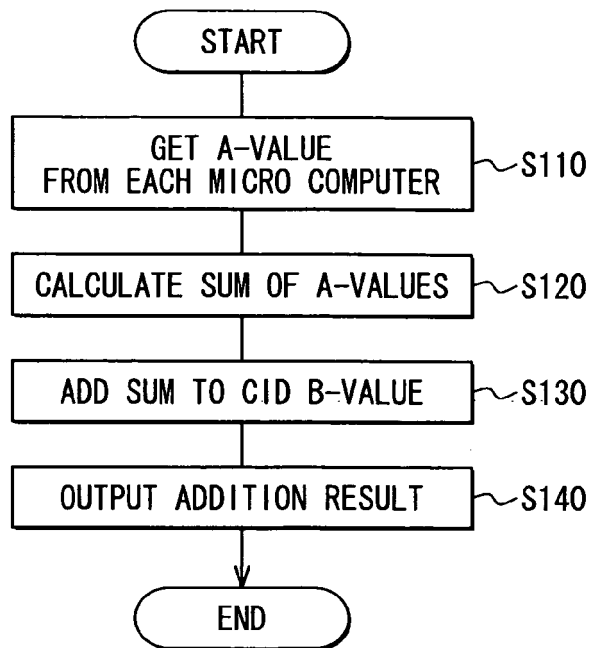 START
GET A-VALUE
FROM EACH MICRO COMPUTER
S110
CALCULATE SUM OF A-VALUES
S120
ADD SUM TO CID B-VALUE
S130
OUTPUT ADDITION RESULT
S140
END